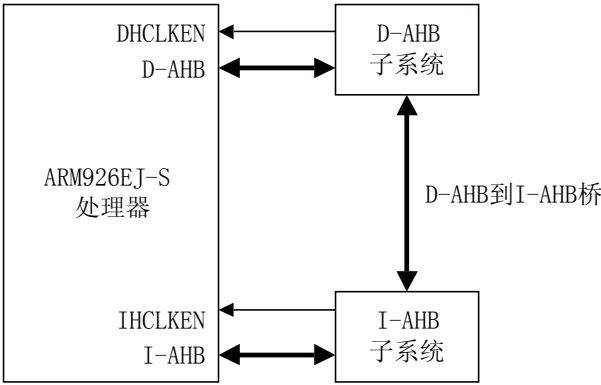 DHCLKEN
D-AHB
D-AHB
子系统
ARM926EJ-S
处理器
D-AHB到I-AHB桥
IHCLKEN
I-AHB
I-AHB
子系统